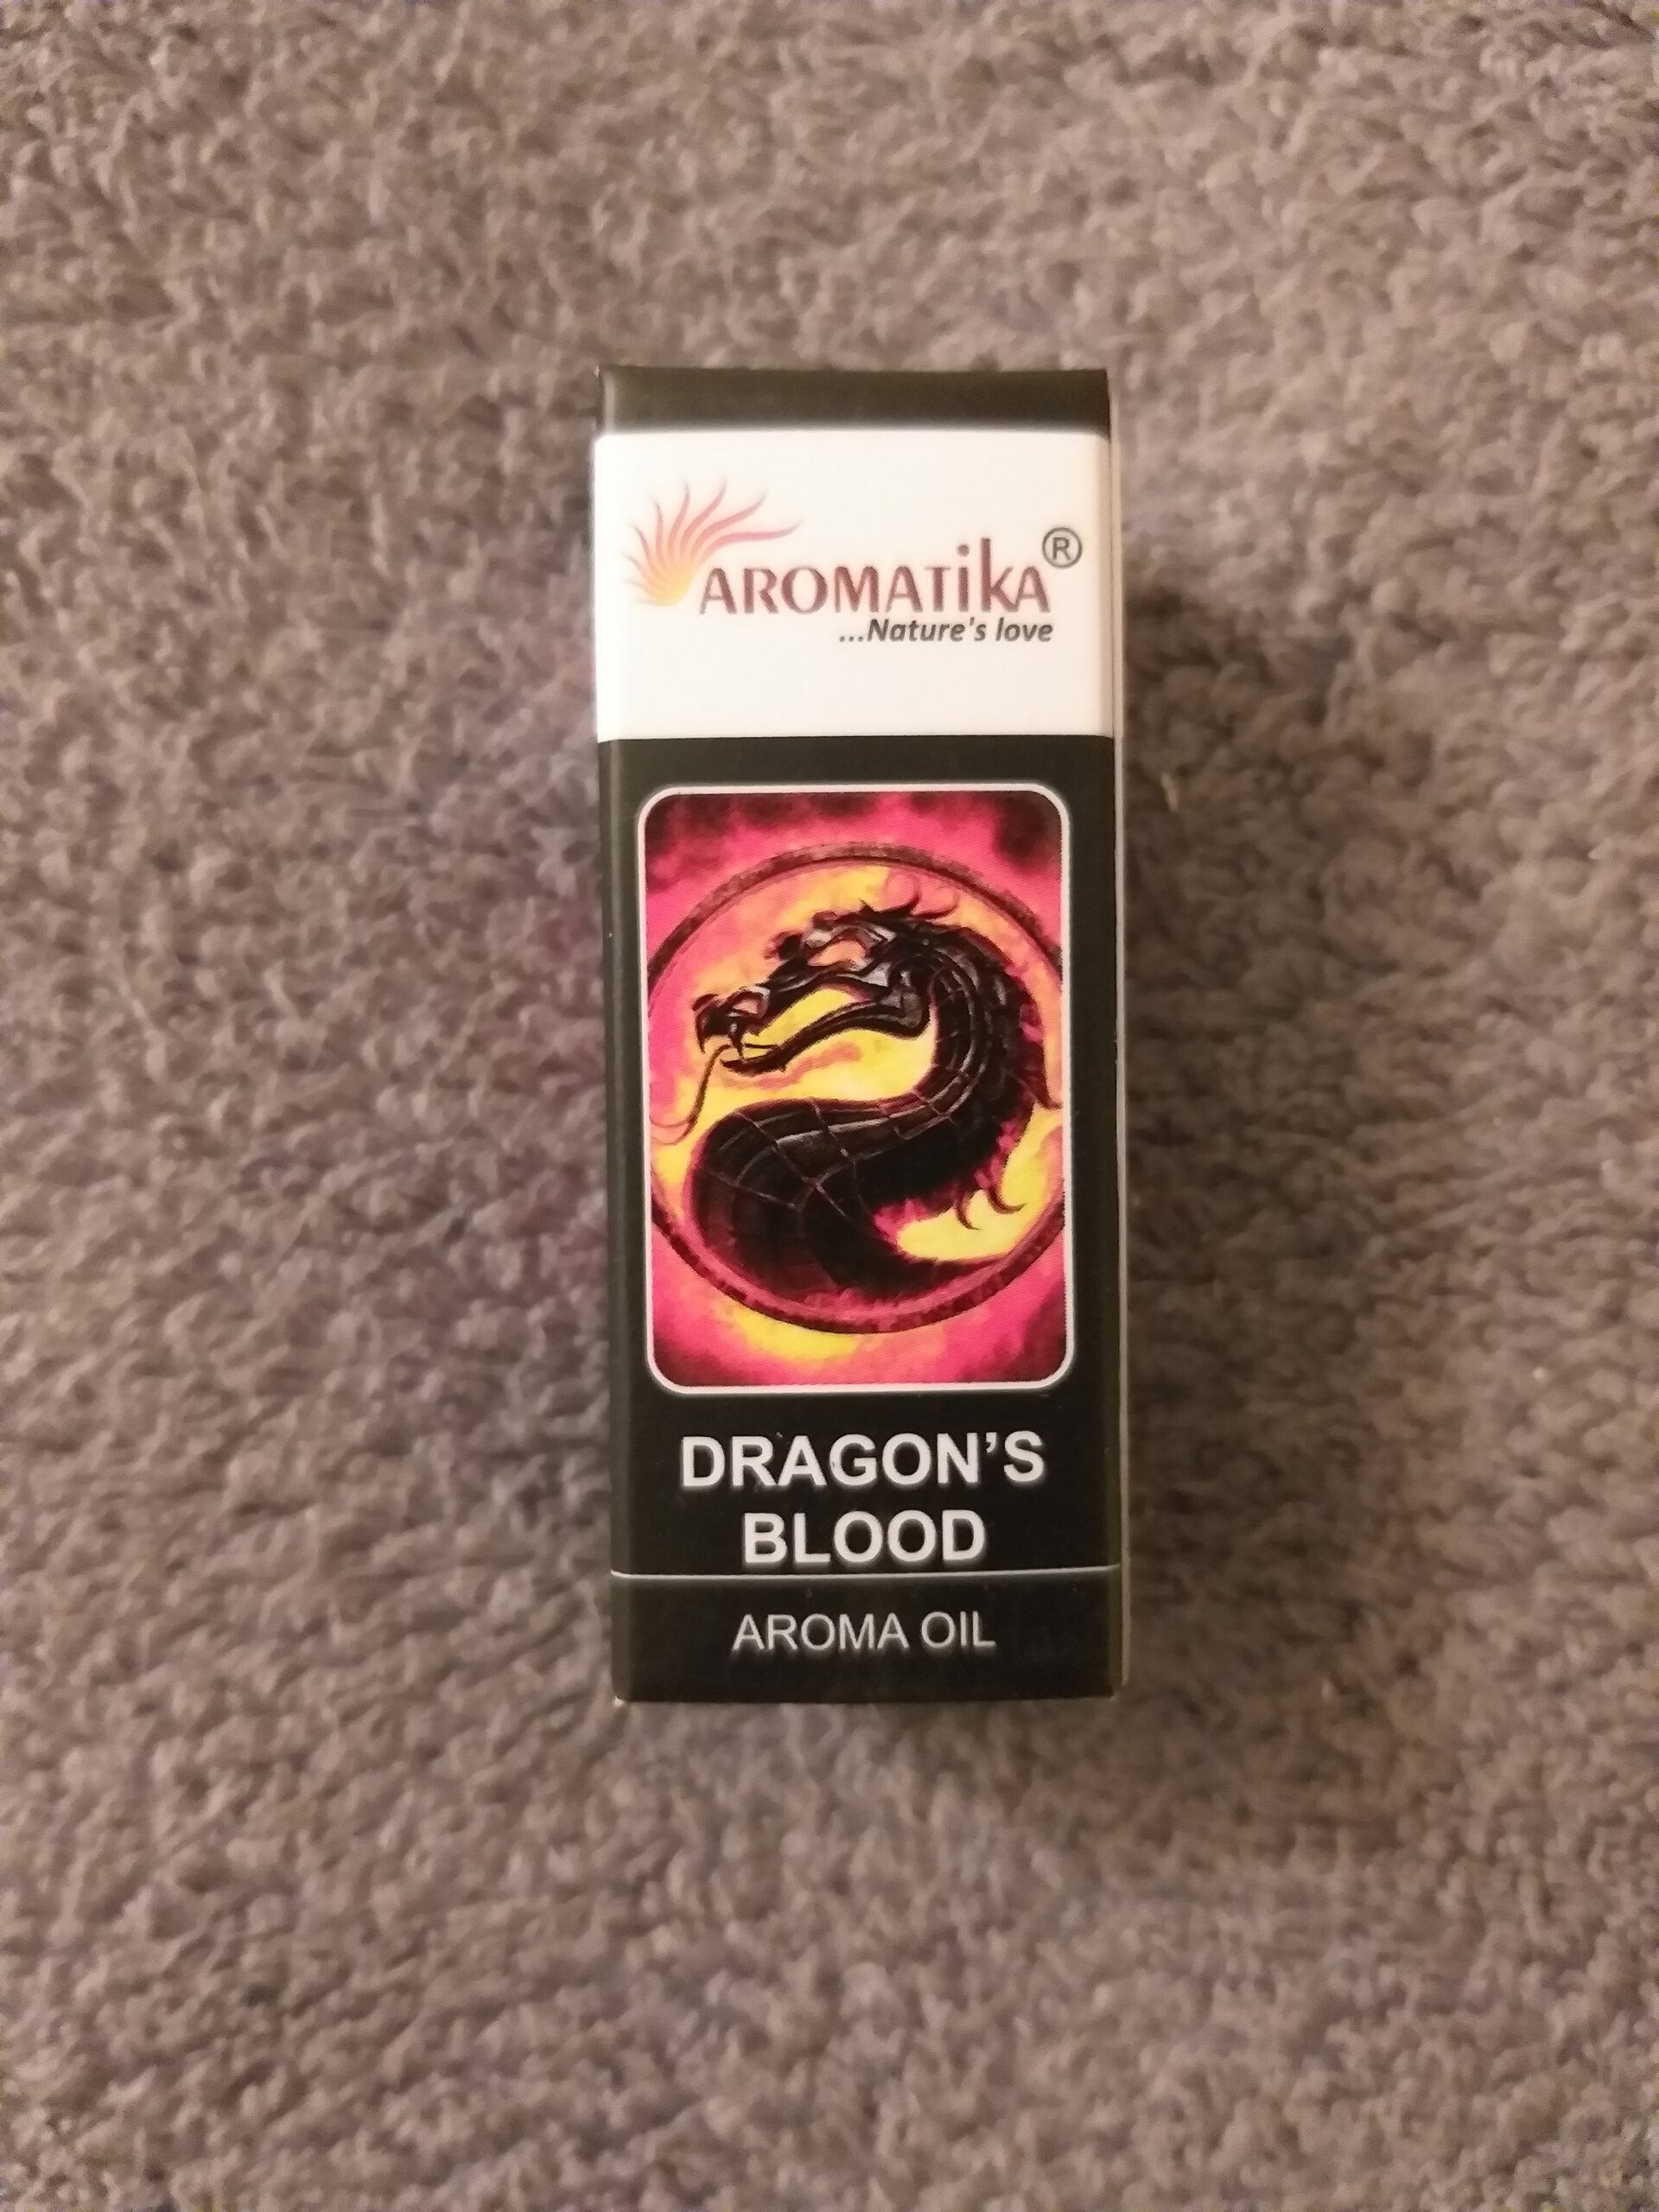 AROMATiKA®
...Nature's love
DRAGON'S
BLOOD
AROMA OIL